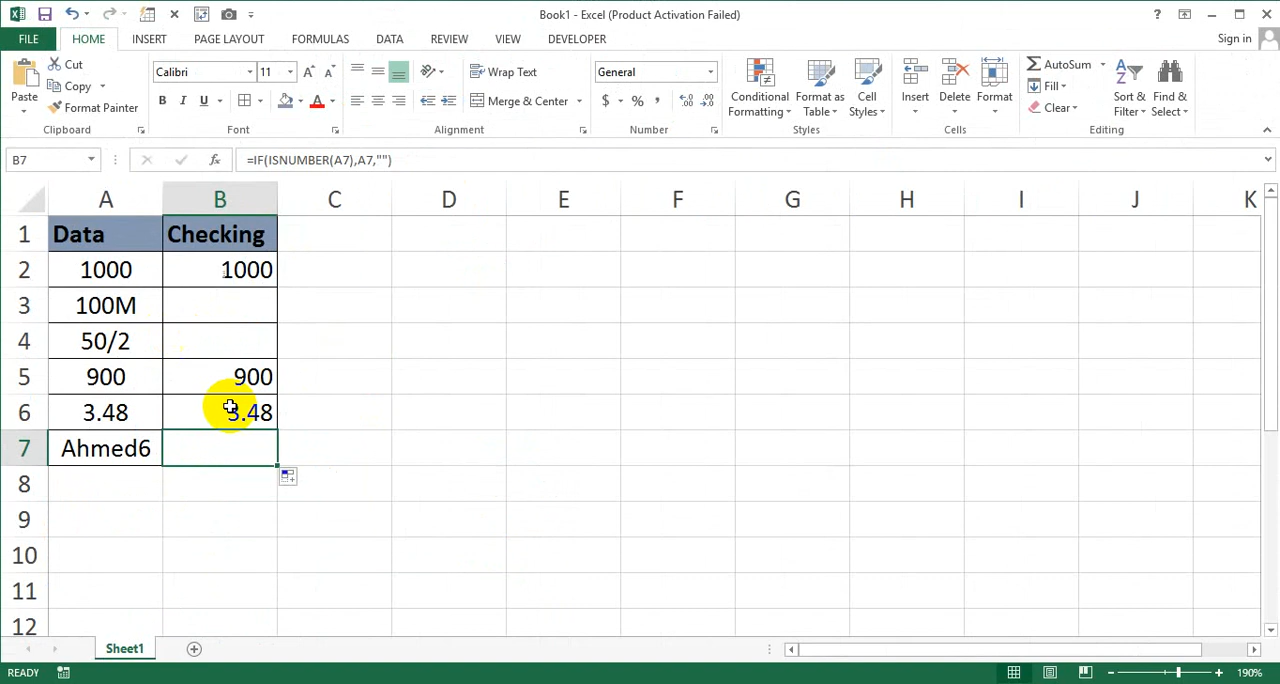 Book1 - Excel (Product Activation Failed)
?
FILE HOME INSERT PAGE LAYOUT FORMULAS DATA REVIEW VIEW DEVELOPER Sign in
Paste
Cut
Copy
Format Painter
Clipboard
Calibri 11
B I U
Font
Wrap Text
Merge & Center
Alignment
General
$ % ,
Number
Conditional Formatting
Format as Table
Cell Styles
Styles
Insert
Delete
Format
Cells
AutoSum
Fill
Clear
Sort & Filter
Find & Select
Editing
B7 fx =IF(ISNUMBER(A7),A7,"")
A B C D E F G H I J K
1 Data Checking
2 1000 1000
3 100M
4 50/2
5 900 900
6 3.48 3.48
7 Ahmed6
8
9
10
11
12
Sheet1
READY 190%